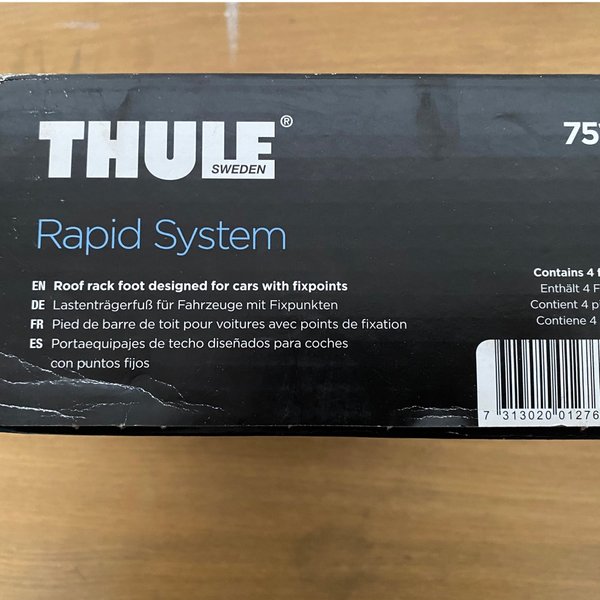 THULE®
SWEDEN
75
Rapid System
EN Roof rack foot designed for cars with fixpoints
DE Lastenträgerfuß für Fahrzeuge mit Fixpunkten
FR Pied de barre de toit pour voitures avec points de fixation
ES Portaequipajes de techo diseñados para coches
con puntos fijos
Contains 4
Enthält 4
Contient 4
Contiene 4
7 313020 01276